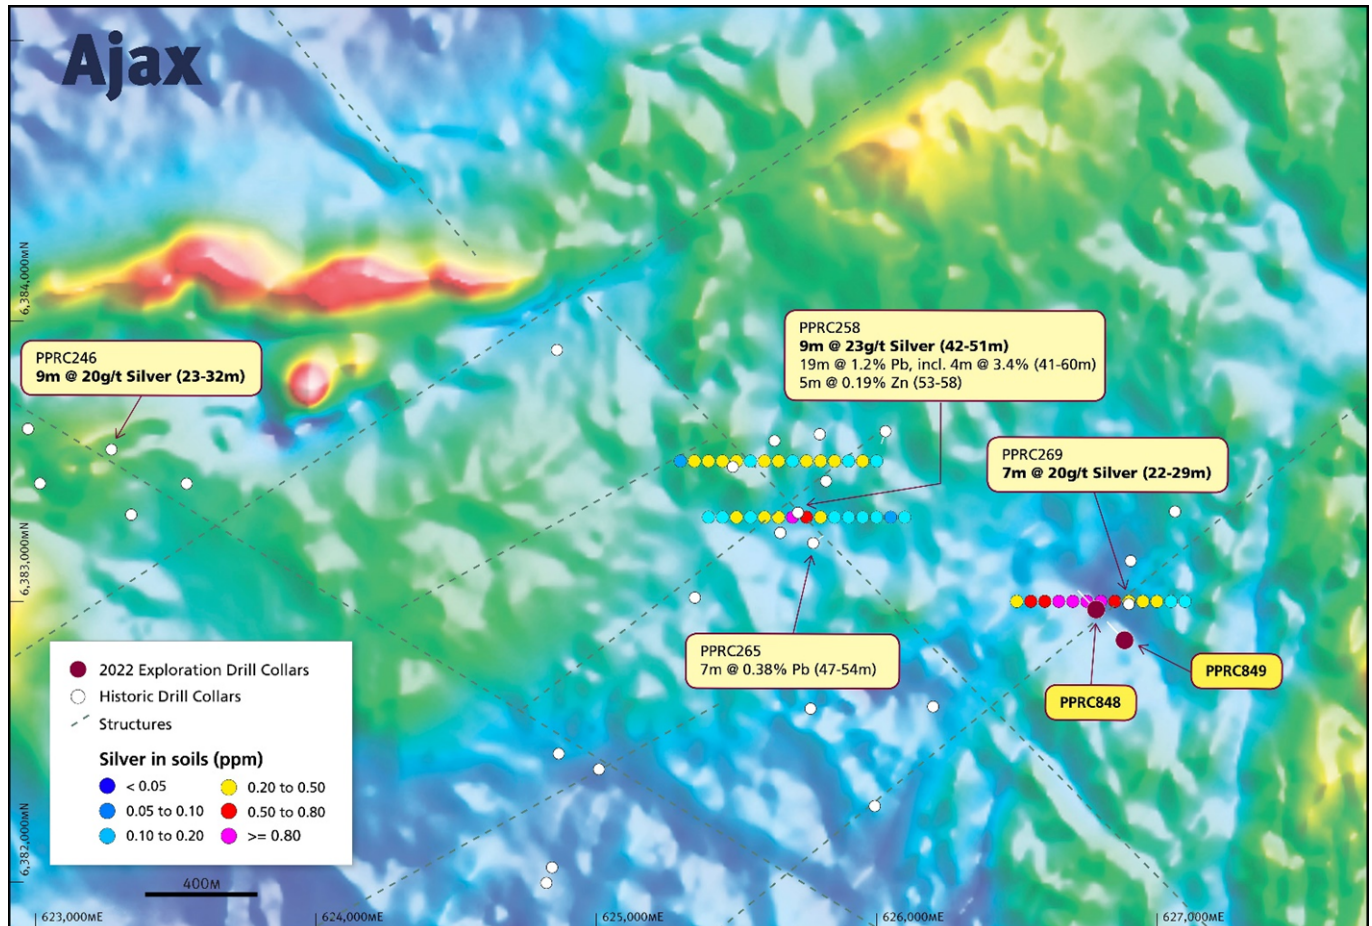 Ajax
6,384,000mN
PPRC258
9m @ 23g/t Silver (42-51m)
19m @ 1.2% Pb, incl. 4m @ 3.4% (41-60m)
5m @ 0.19% Zn (53-58)
PPRC246
9m @ 20g/t Silver (23-32m)
PPRC269
7m @ 20g/t Silver (22-29m)
6,383,000mN
PPRC265
7m @ 0.38% Pb (47-54m)
PPRC849
PPRC848
2022 Exploration Drill Collars
Historic Drill Collars
Structures
Silver in soils (ppm)
< 0.05
0.20 to 0.50
0.05 to 0.10
0.50 to 0.80
0.10 to 0.20
>= 0.80
6,382,000mN
400M
623,000mE
624,000mE
625,000mE
626,000mE
627,000mE